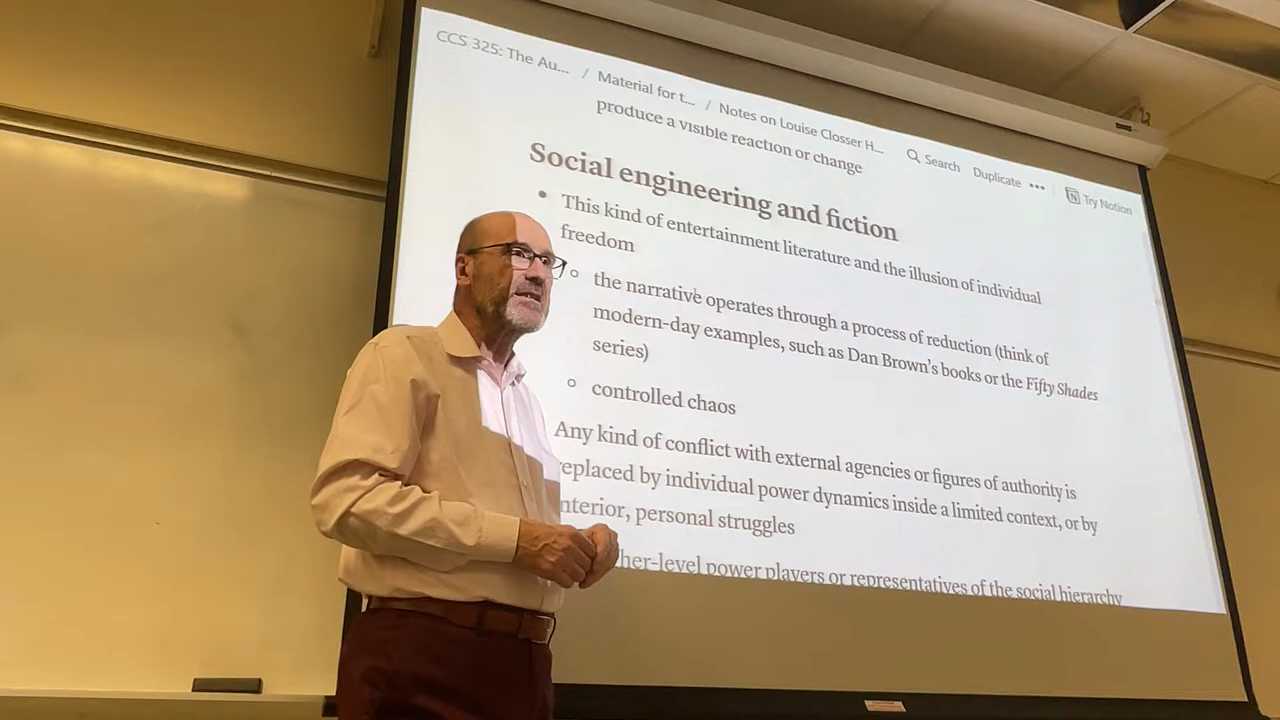 CCS 325: The Au... / Material for t... / Notes on Louise Closser H... Search Duplicate ••• Try Notion
produce a visible reaction or change
Social engineering and fiction
• This kind of entertainment literature and the illusion of individual
freedom
○ the narrative operates through a process of reduction (think of
modern-day examples, such as Dan Brown's books or the Fifty Shades
series)
○ controlled chaos
Any kind of conflict with external agencies or figures of authority is
replaced by individual power dynamics inside a limited context, or by
interior, personal struggles
her-level power players or representatives of the social hierarchy